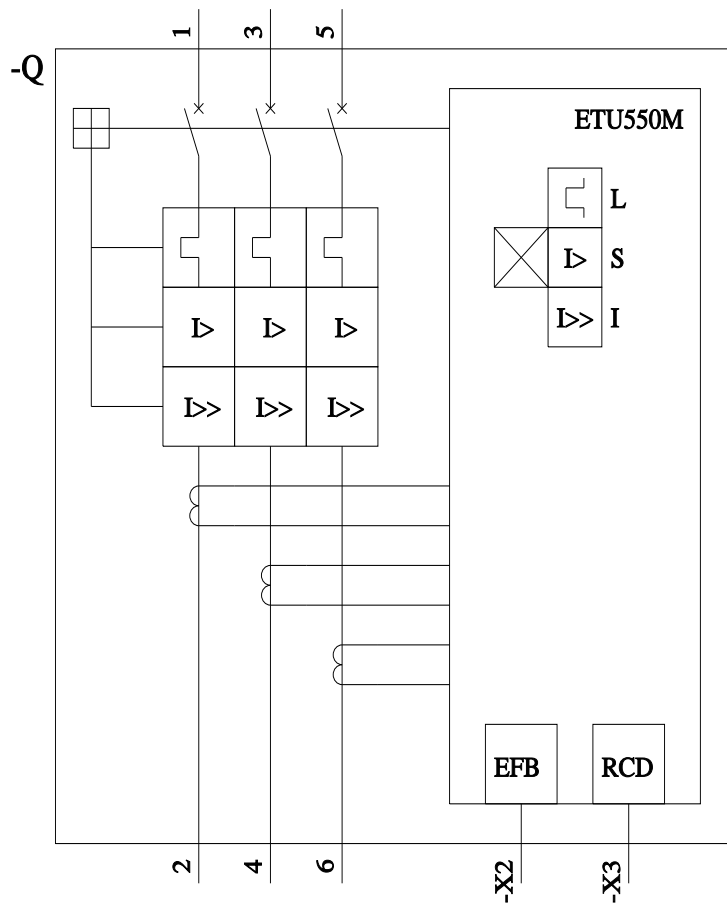 1 3 5
-Q
ETU550M
L
I> S
I>> I
I> I> I>
I>> I>> I>>
EFB RCD
2 4 6 -X2 -X3